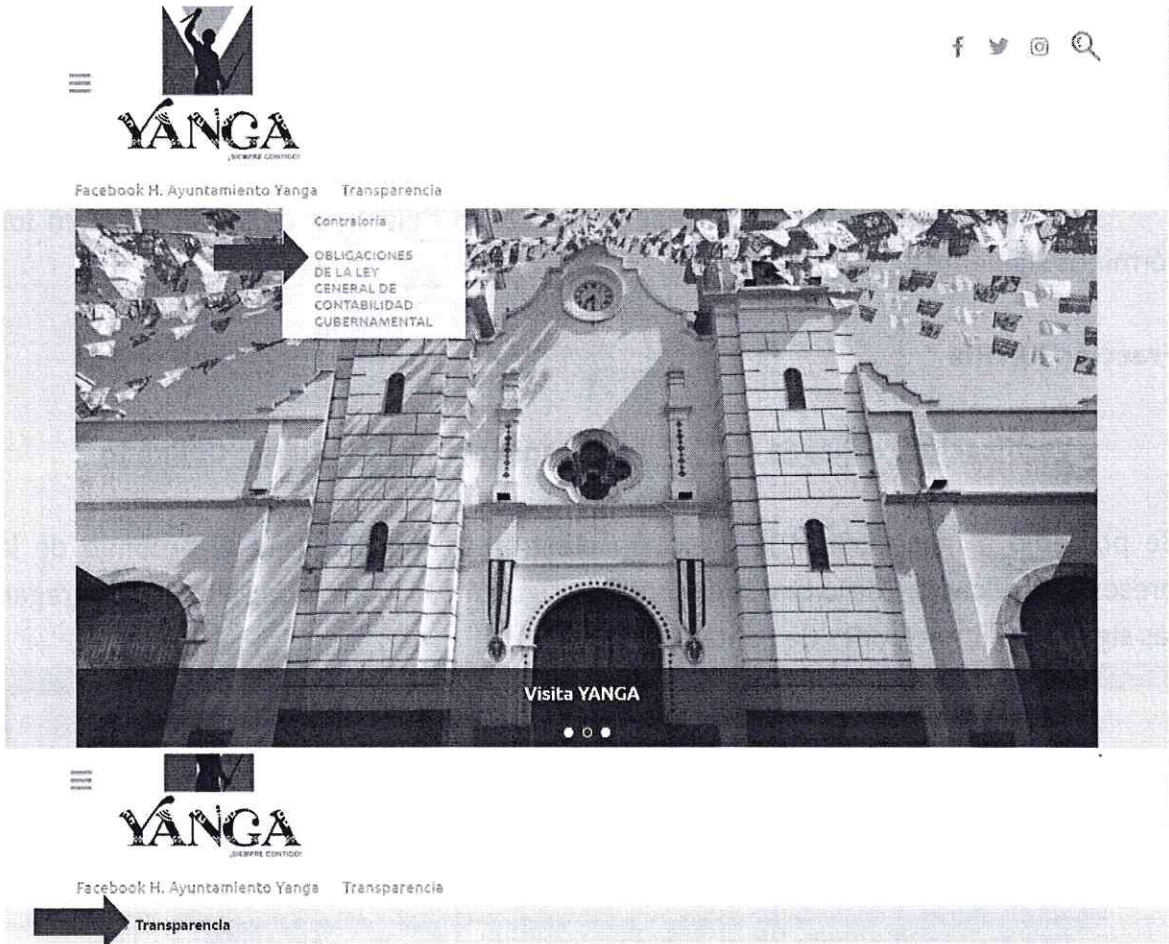 YANGA
¡SIEMPRE CONTIGO!
Facebook H. Ayuntamiento Yanga Transparencia
Contraloría
OBLIGACIONES
DE LA LEY
GENERAL DE
CONTABILIDAD
GUBERNAMENTAL
Visita YANGA
YANGA
¡SIEMPRE CONTIGO!
Facebook H. Ayuntamiento Yanga Transparencia
Transparencia